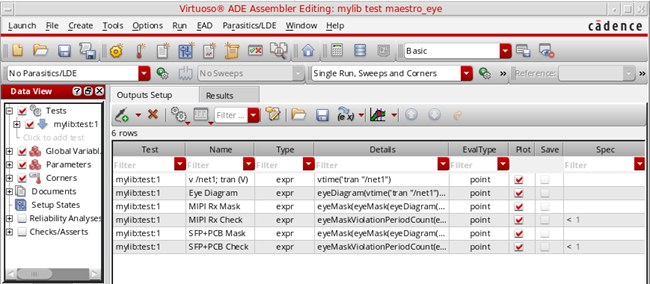 Virtuoso® ADE Assembler Editing: mylib test maestro_eye
Launch File Create Tools Options Run EAD Parasitics/LDE Window Help cādence
Basic
No Parasitics/LDE No Sweeps Single Run, Sweeps and Corners Reference:
Data View
Outputs Setup Results
Tests
mylib:test:1
Click to add test
Global Variabl..
Parameters
Corners
Documents
Setup States
Reliability Analyses
Checks/Asserts
Filter ...
6 rows
Test Name Type Details EvalType Plot Save Spec
Filter Filter Filter Filter Filter Filter
mylib:test:1 v /net1; tran (V) expr vtime('tran "/net1") point
mylib:test:1 Eye Diagram expr eyeDiagram(vtime('tran "/net1")... point
mylib:test:1 MIPI Rx Mask expr eyeMask(eyeMask(eyeDiagram(... point
mylib:test:1 MIPI Rx Check expr eyeMaskViolationPeriodCount(e... point < 1
mylib:test:1 SFP+PCB Mask expr eyeMask(eyeMask(eyeDiagram(... point
mylib:test:1 SFP+PCB Check expr eyeMaskViolationPeriodCount(e... point < 1